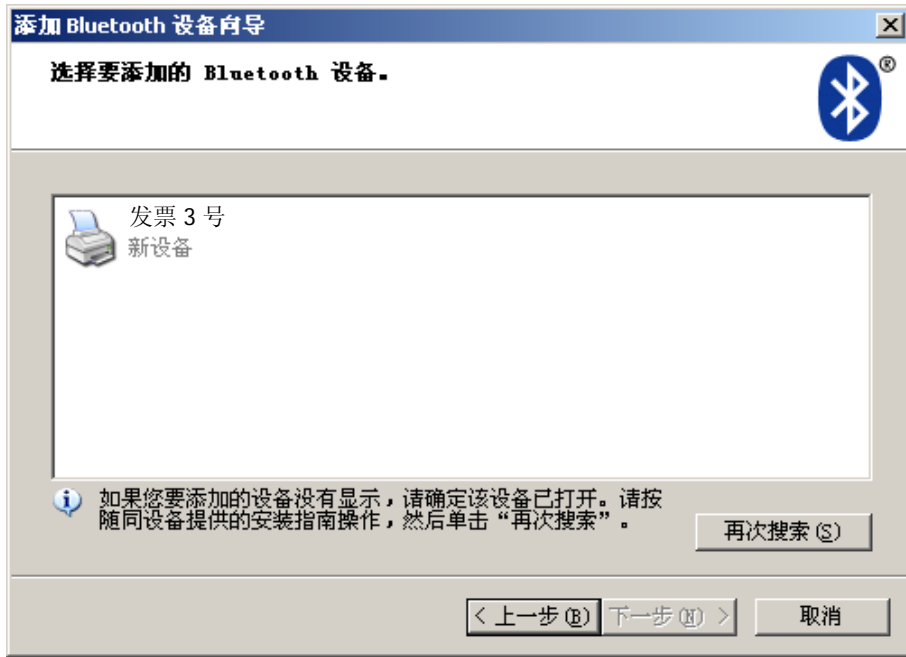 添加 Bluetooth 设备向导
选择要添加的 Bluetooth 设备。
®
发票 3 号
新设备
如果您要添加的设备没有显示，请确定该设备已打开。请按
随同设备提供的安装指南操作，然后单击“再次搜索”。
再次搜索(S)
< 上一步(B) 下一步(N) > 取消